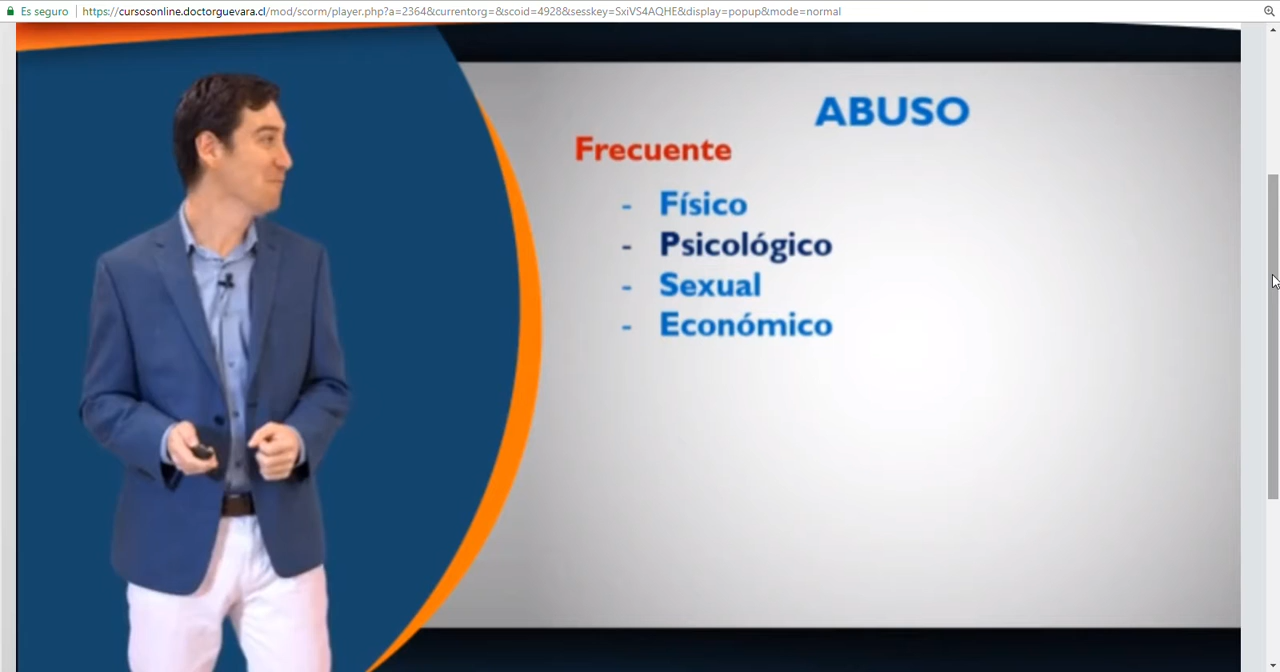 Es seguro | https://cursosonline.doctorguevara.cl/mod/scorm/player.php?a=2364&currentorg=&scoid=4928&sesskey=SxiVS4AQHE&display=popup&mode=normal
ABUSO
Frecuente
- Físico
- Psicológico
- Sexual
- Económico